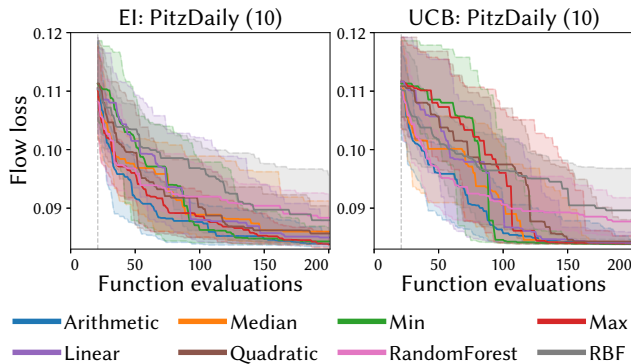 EI: PitzDaily (10)
UCB: PitzDaily (10)
0.12
0.11
0.10
0.09
Flow loss
0 50 100 150 200
Function evaluations
0.12
0.11
0.10
0.09
0 50 100 150 200
Function evaluations
Arithmetic Median Min Max
Linear Quadratic RandomForest RBF